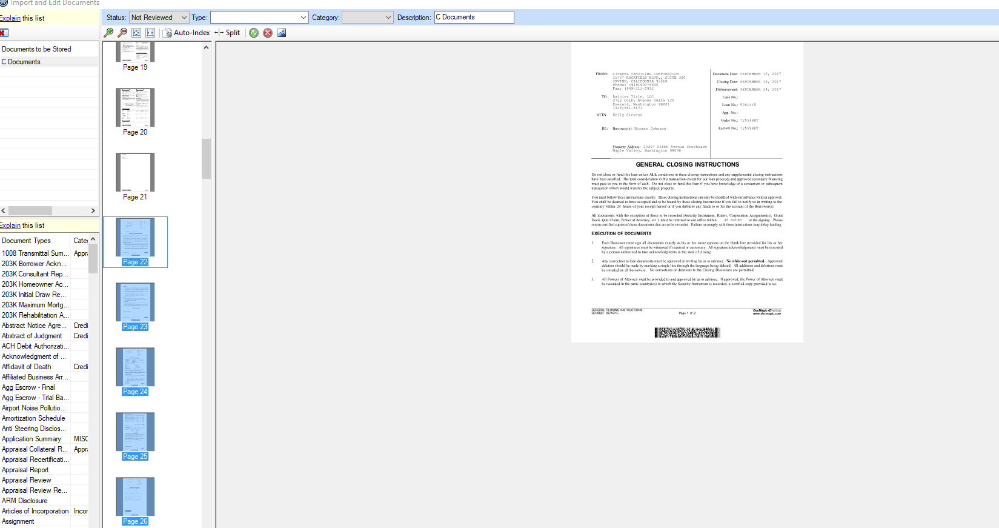 Import and Edit Documents
Explain this list
Status: Not Reviewed Type: Category: Description: C Documents
Auto-Index Split
Documents to be Stored
C Documents
Explain this list
Document Types Cate
1008 Transmittal Sum... Appr
203K Borrower Ackn...
203K Consultant Rep...
203K Homeowner Ac...
203K Initial Draw Re...
203K Maximum Mortg...
203K Rehabilitation A...
Abstract Notice Agre... Credi
Abstract of Judgment Credi
ACH Debit Authorizati...
Acknowledgment of ...
Affidavit of Death Credi
Affiliated Business Arr...
Agg Escrow - Final
Agg Escrow - Trial Ba...
Airport Noise Pollutio...
Amortization Schedule
Anti Steering Disclos...
Application Summary MISC
Appraisal Collateral R... Appr
Appraisal Recertificati...
Appraisal Report
Appraisal Review
Appraisal Review Re...
ARM Disclosure
Articles of Incorporation Incor
Assignment
Page 19
Page 20
Page 21
Page 22
Page 23
Page 24
Page 25
Page 26
FROM: CITADEL SERVICING CORPORATION
15707 ROCKFIELD BLVD., SUITE 320
IRVINE, CALIFORNIA 92618
Phone: (949)900-6630
Fax: (949)313-0912
TO: Rainier Title, LLC
2722 Colby Avenue Suite 125
Everett, Washington 98201
(425)551-5571
ATTN: Kelly Stevens
RE: Borrower(s): Norman Johnson
Property Address: 24307 215th Avenue Southeast
Maple Valley, Washington 98038
Document Date: SEPTEMBER 15, 2017
Closing Date: SEPTEMBER 15, 2017
Disbursement: SEPTEMBER 18, 2017
Case No.:
Loan No.: 5001315
App. No.:
Order No.: 725598RT
Escrow No.: 725598RT
GENERAL CLOSING INSTRUCTIONS
Do not close or fund this loan unless ALL conditions in these closing instructions and any supplemental closing instructions
have been satisfied. The total consideration in this transaction except for our loan proceeds and approved secondary financing
must pass to you in the form of cash. Do not close or fund this loan if you have knowledge of a concurrent or subsequent
transaction which would transfer the subject property.
You must follow these instructions exactly. These closing instructions can only be modified with our advance written approval.
You shall be deemed to have accepted and to be bound by these closing instructions if you fail to notify us in writing to the
contrary within 24 hours of your receipt hereof or if you disburse any funds to or for the account of the Borrower(s).
All documents with the exception of those to be recorded (Security Instrument, Riders, Corporation Assignment(s), Grant
Deed, Quit Claim, Power of Attorney, etc.) must be returned to our office within 48 HOURS of the signing. Please
return certified copies of those documents that are to be recorded. Failure to comply with these instructions may delay funding.
EXECUTION OF DOCUMENTS
1. Each Borrower must sign all documents exactly as his or her name appears on the blank line provided for his or her
signature. All signatures must be witnessed if required or customary. All signature acknowledgments must be executed
by a person authorized to take acknowledgments in the state of closing.
2. Any correction to loan documents must be approved in writing by us in advance. No white-out permitted. Approved
deletion should be made by marking a single line through the language being deleted. All additions and deletions must
be initialed by all borrowers. No corrections or deletions to the Closing Disclosure are permitted.
3. All Powers of Attorney must be provided to and approved by us in advance. If approved, the Power of Attorney must
be recorded in the same county(ies) in which the Security Instrument is recorded, a certified copy provided to us.
GENERAL CLOSING INSTRUCTIONS
GCI.MSC 06/16/15 Page 1 of 2
DocMagic
www.docmagic.com